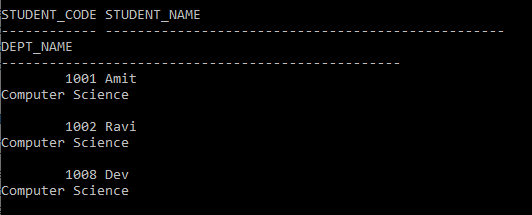 STUDENT_CODE STUDENT_NAME
------------ --------------------------------------------------
DEPT_NAME
--------------------------------------------------
1001 Amit
Computer Science
1002 Ravi
Computer Science
1008 Dev
Computer Science